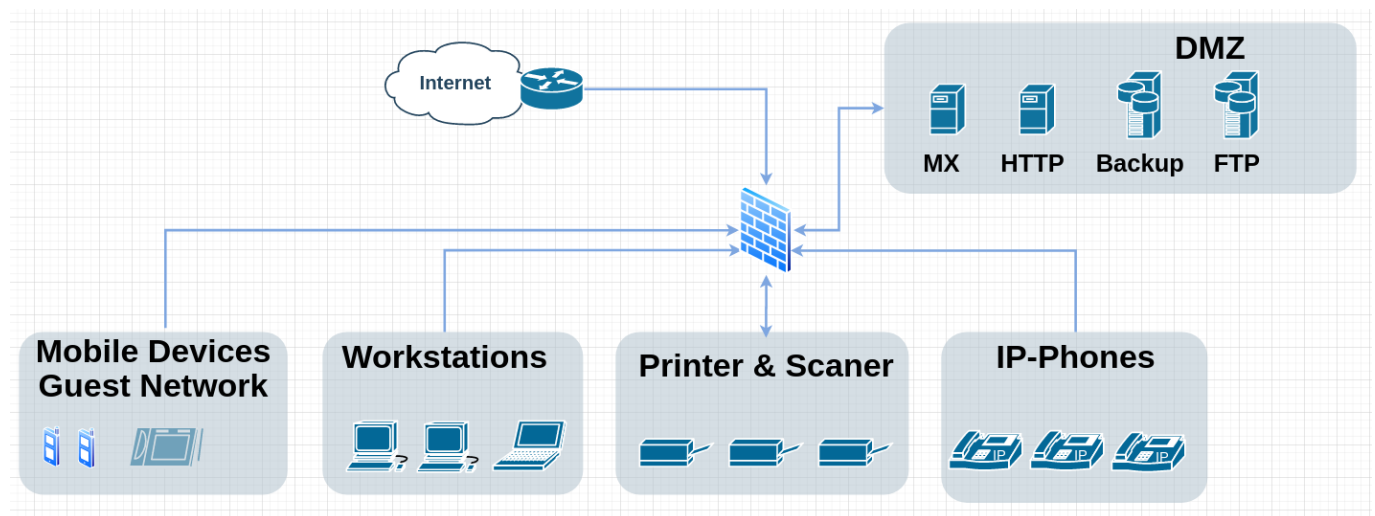 Internet
DMZ
MX
HTTP
Backup
FTP
Mobile Devices
Guest Network
Workstations
Printer & Scaner
IP-Phones
IP
IP
IP